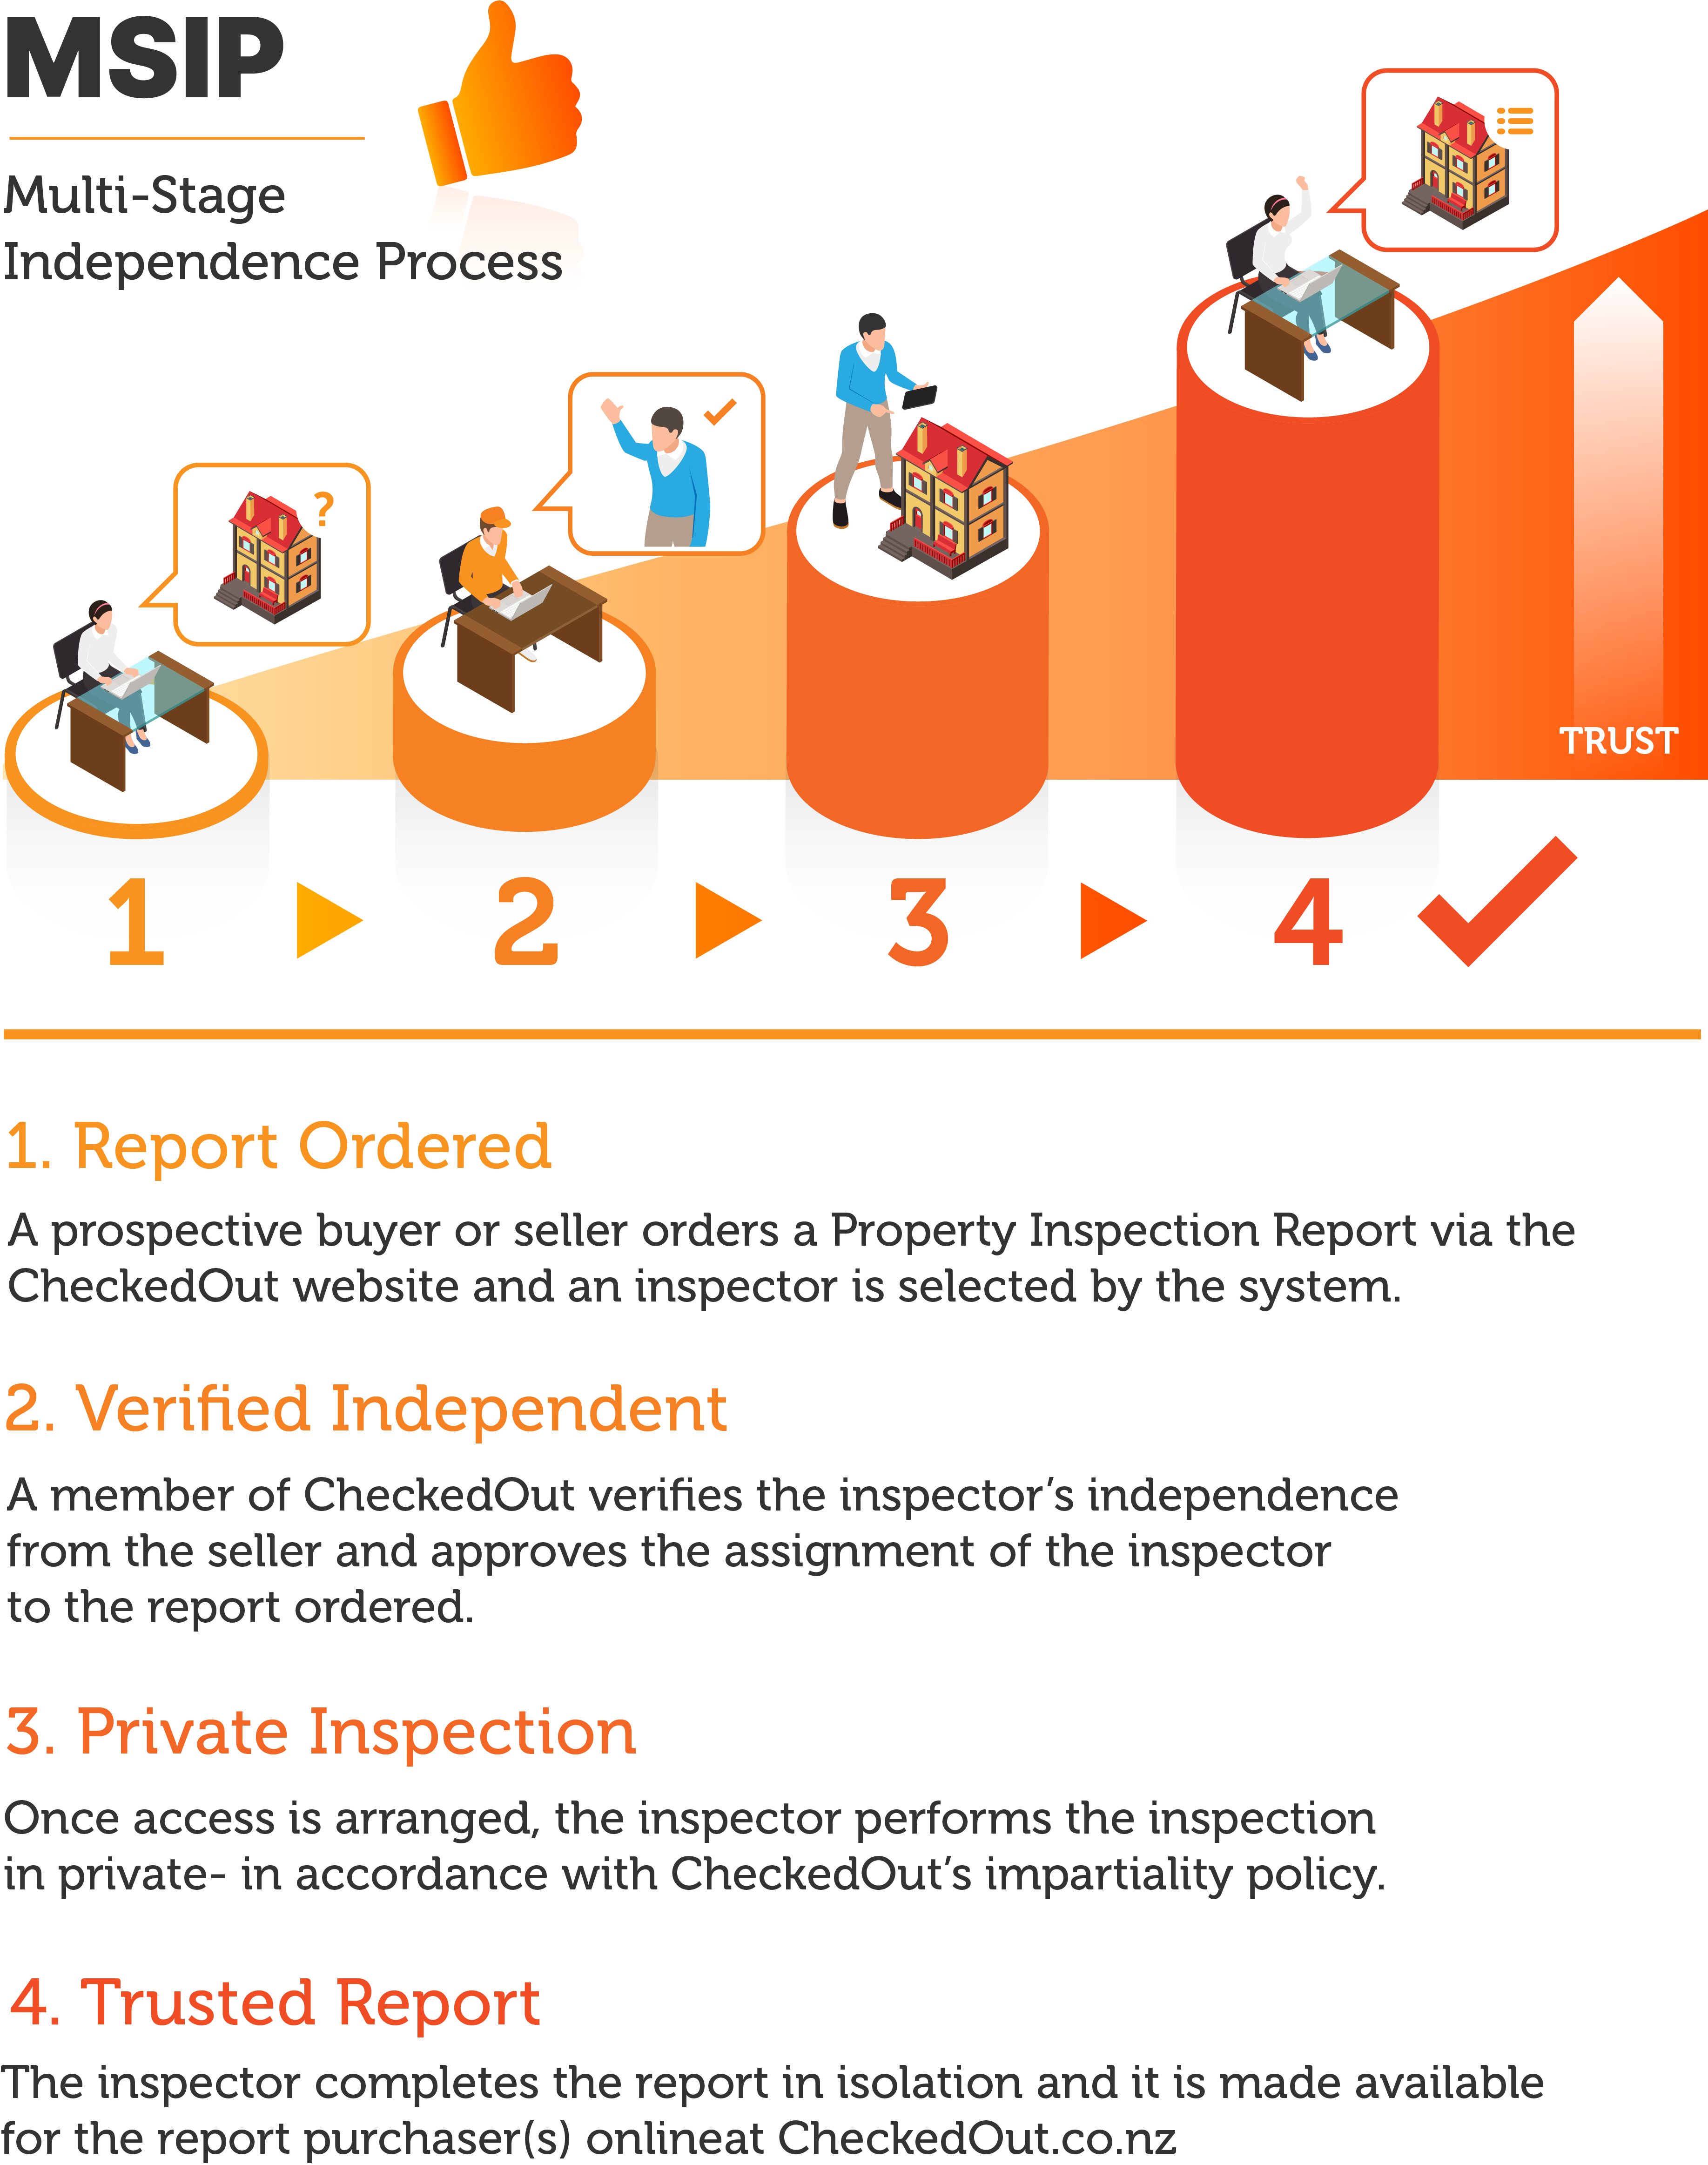 MSIP
Multi-Stage
Independence Process
?
TRUST
1
2
3
4
1. Report Ordered
A prospective buyer or seller orders a Property Inspection Report via the
CheckedOut website and an inspector is selected by the system.
2. Verified Independent
A member of CheckedOut verifies the inspector’s independence
from the seller and approves the assignment of the inspector
to the report ordered.
3. Private Inspection
Once access is arranged, the inspector performs the inspection
in private- in accordance with CheckedOut’s impartiality policy.
4. Trusted Report
The inspector completes the report in isolation and it is made available
for the report purchaser(s) onlineat CheckedOut.co.nz